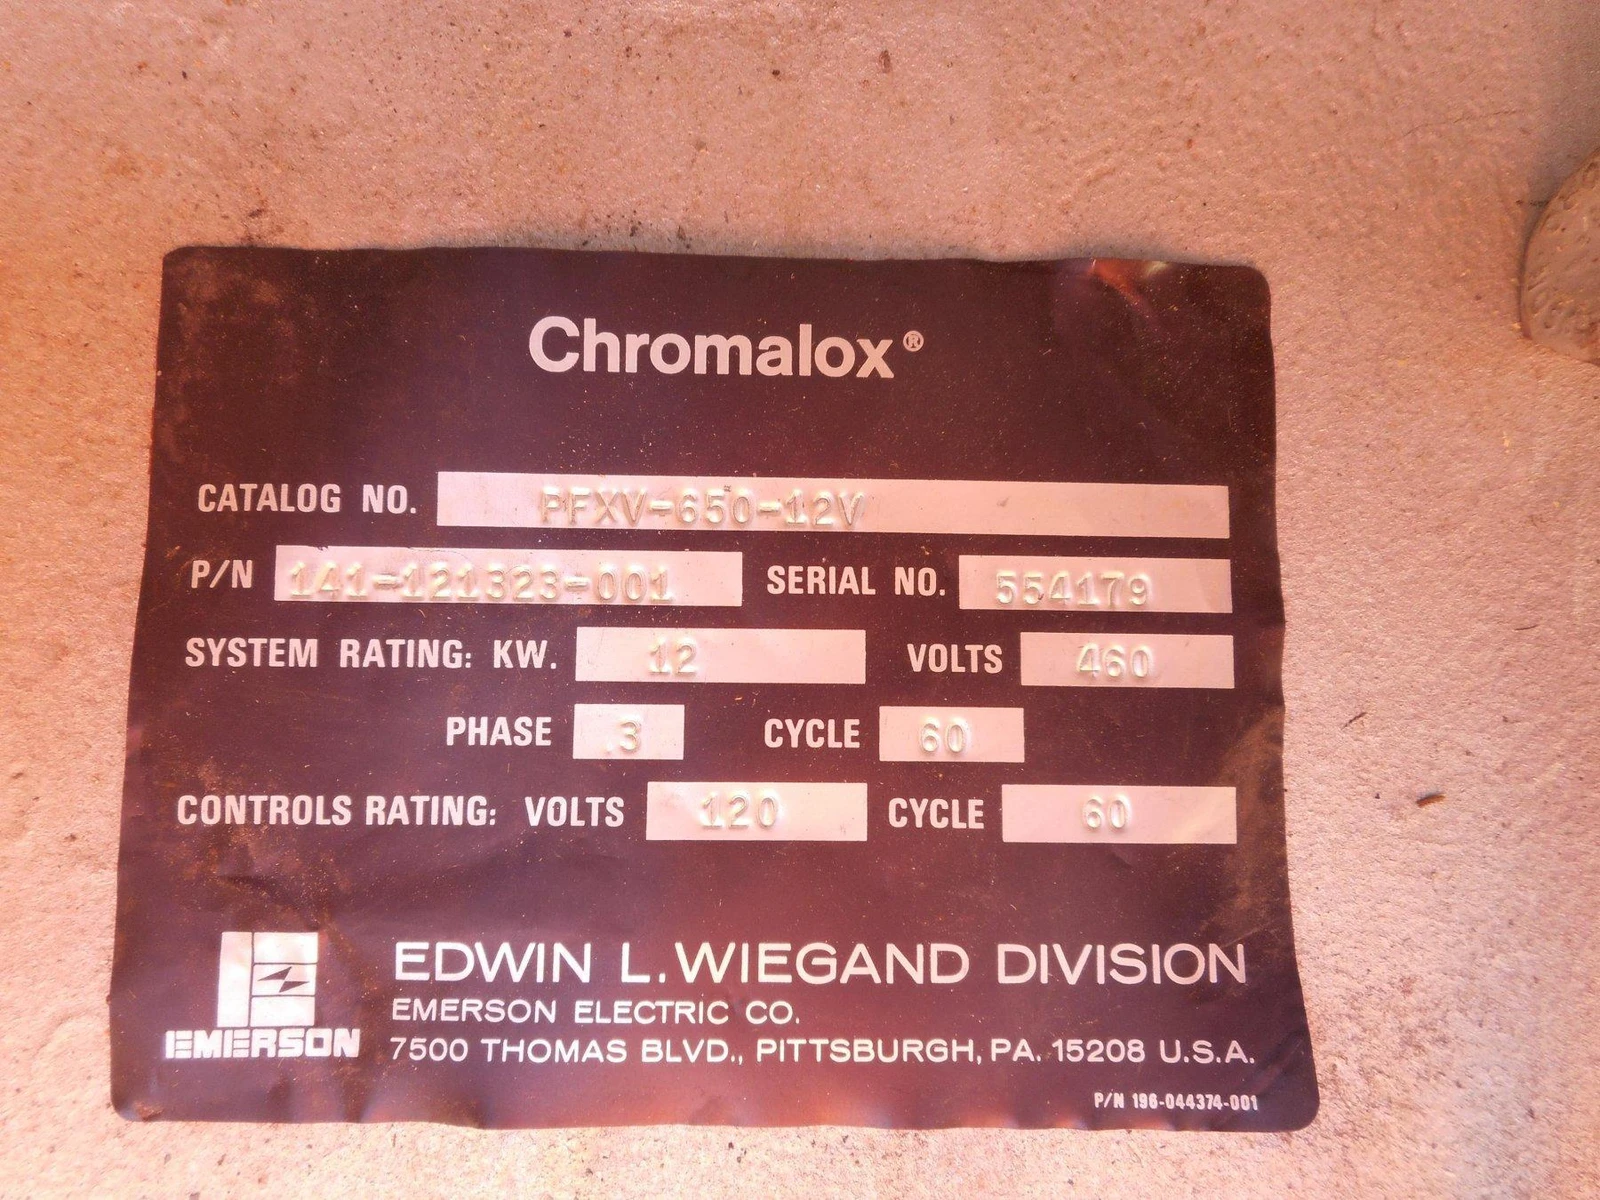 Chromalox®
CATALOG NO. PFXV-650-12V
P/N 141-121323-001 SERIAL NO. 554179
SYSTEM RATING: KW. 12 VOLTS 460
PHASE 3 CYCLE 60
CONTROLS RATING: VOLTS 120 CYCLE 60
EDWIN L. WIEGAND DIVISION
EMERSON ELECTRIC CO.
EMERSON 7500 THOMAS BLVD., PITTSBURGH, PA. 15208 U.S.A.
P/N 196-044374-001